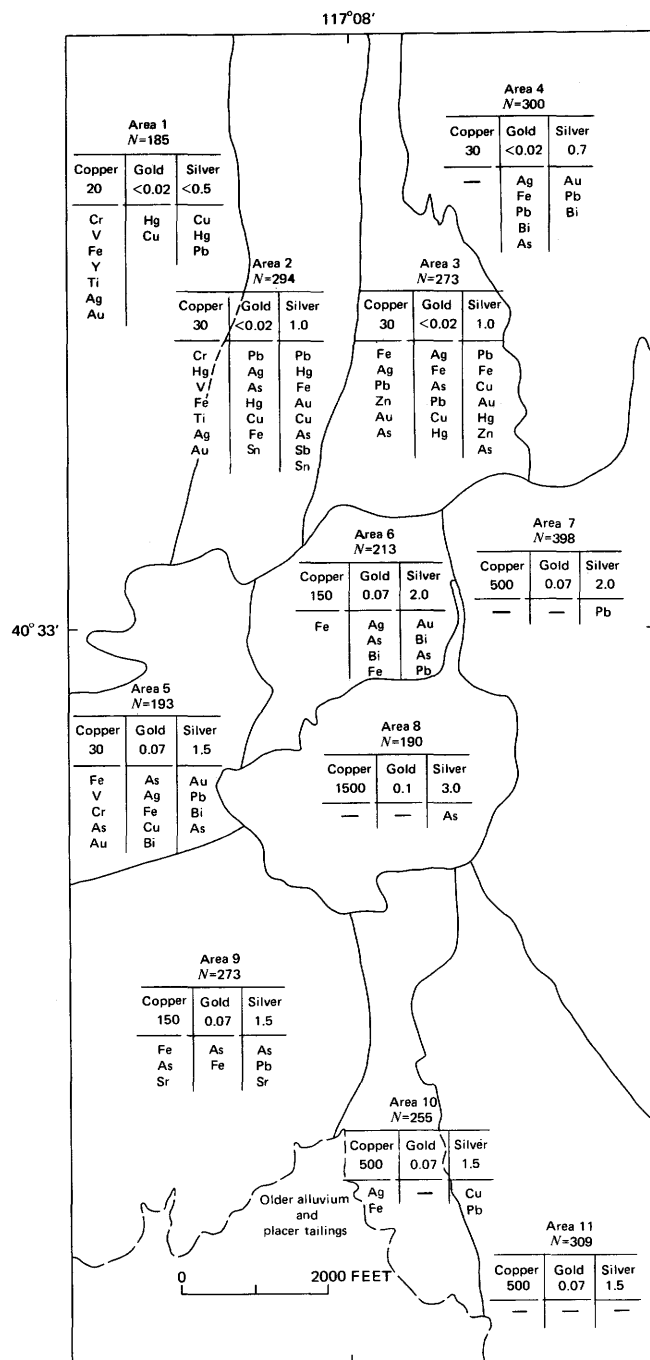 117°08'
Area 4
N=300
Copper Gold Silver
30 <0.02 0.7
— Ag Au
Fe Pb
Pb Bi
Bi
As
Area 1
N=185
Copper Gold Silver
20 <0.02 <0.5
Cr Hg Cu
V Cu Hg
Fe Pb
Y
Ti
Ag
Au
Area 2
N=294
Copper Gold Silver
30 <0.02 1.0
Cr Pb Pb
Hg Ag Hg
V As Fe
Fe Hg Au
Ti Cu Cu
Ag Fe As
Au Sn Sb
Sn
Area 3
N=273
Copper Gold Silver
30 <0.02 1.0
Fe Ag Pb
Ag Fe Fe
Pb As Cu
Zn Pb Au
Au Cu Hg
As Hg Zn
As
Area 6
N=213
Copper Gold Silver
150 0.07 2.0
Fe Ag Au
As Bi
Bi As
Fe Pb
Area 7
N=398
Copper Gold Silver
500 0.07 2.0
— — Pb
40°33'
Area 5
N=193
Copper Gold Silver
30 0.07 1.5
Fe As Au
V Ag Pb
Cr Fe Bi
As Cu As
Au Bi
Area 8
N=190
Copper Gold Silver
1500 0.1 3.0
— — As
Area 9
N=273
Copper Gold Silver
150 0.07 1.5
Fe As As
As Fe Pb
Sr Sr
Area 10
N=255
Copper Gold Silver
500 0.07 1.5
Ag — Cu
Fe Pb
Older alluvium
and
placer tailings
Area 11
N=309
Copper Gold Silver
500 0.07 1.5
— — —
0 2000 FEET